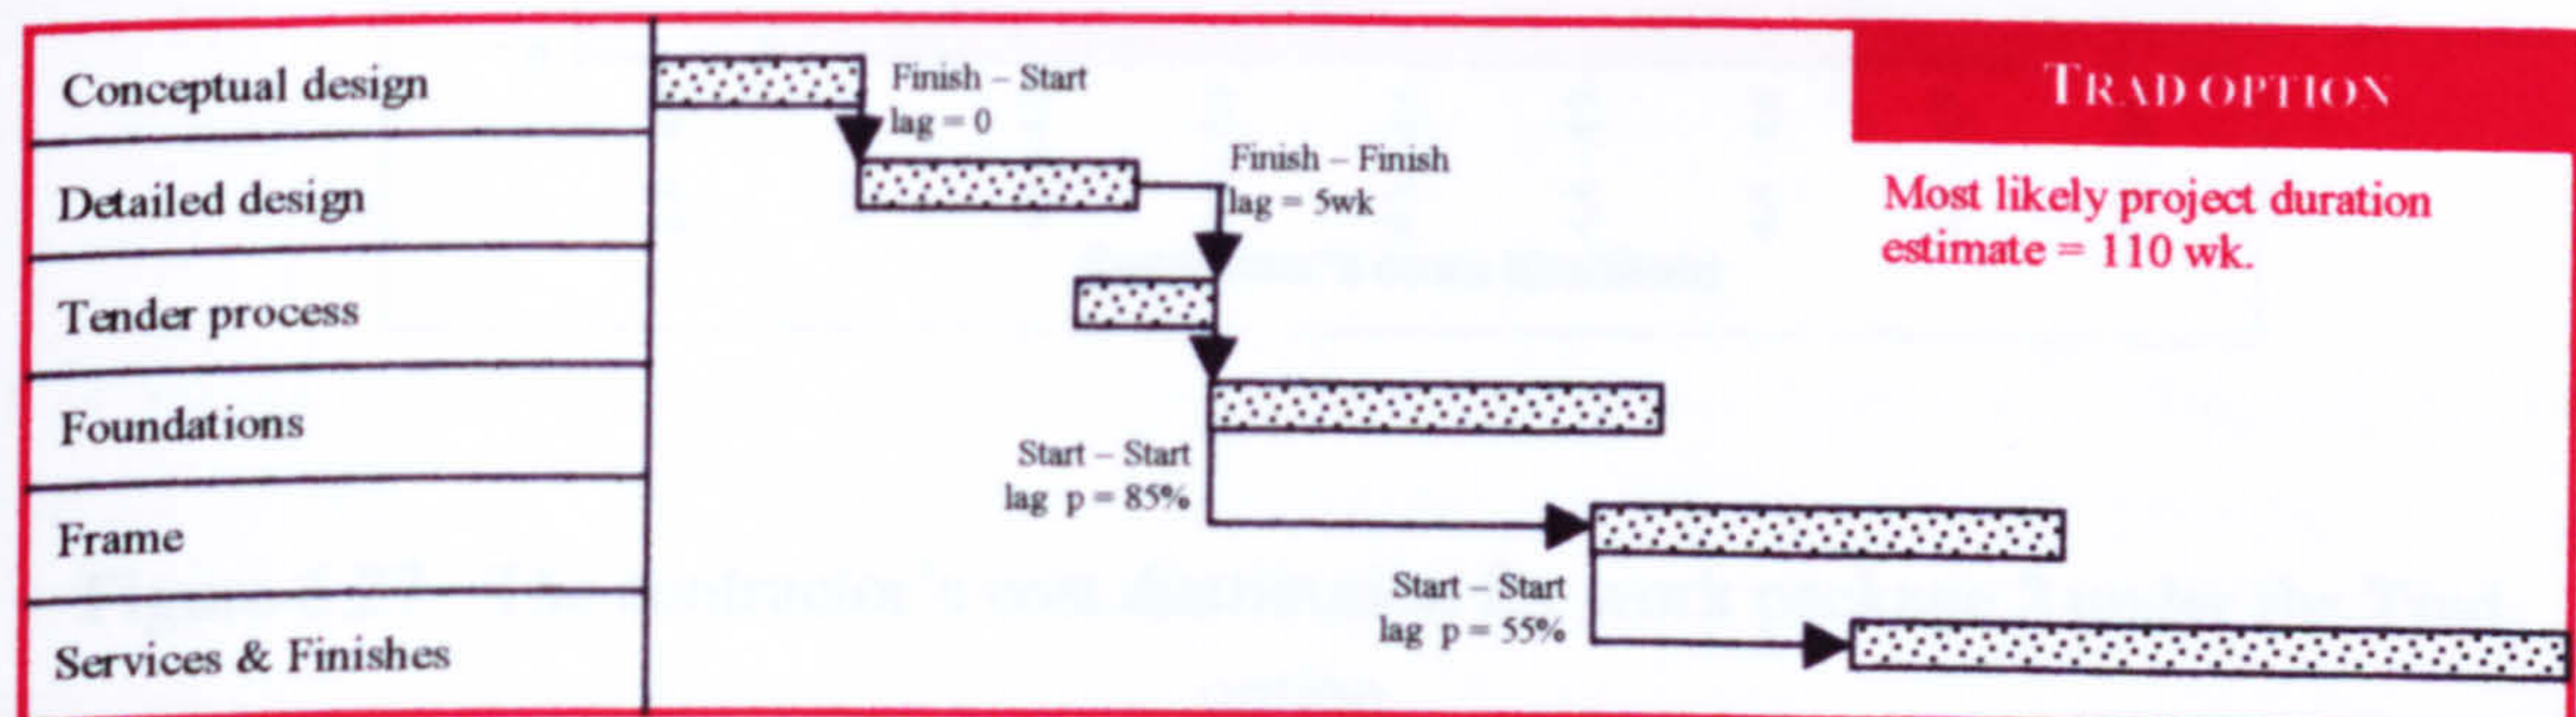 Conceptual design
Finish – Start
lag = 0
TRAD OPTION
Detailed design
Finish – Finish
lag = 5wk
Most likely project duration
estimate = 110 wk.
Tender process
Foundations
Start – Start
lag p = 85%
Frame
Start – Start
lag p = 55%
Services & Finishes